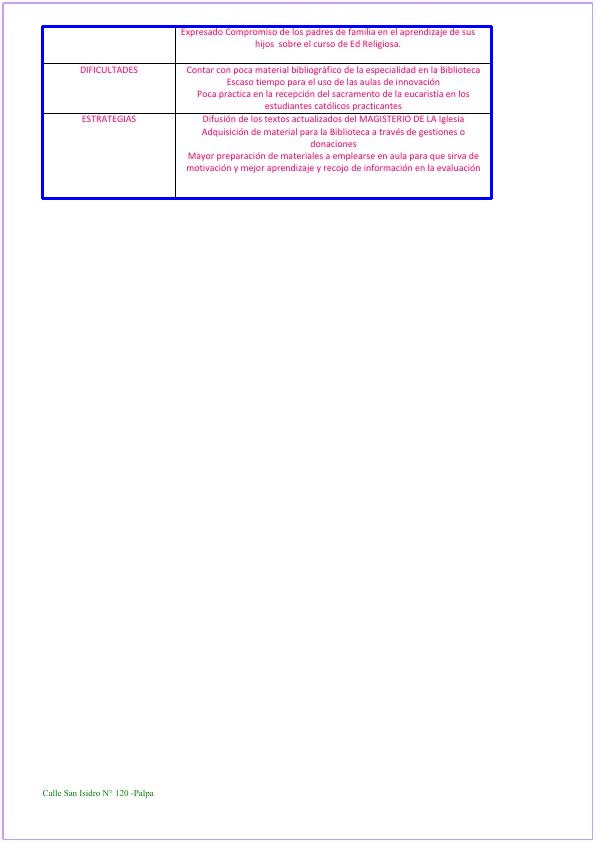 Expresado Compromiso de los padres de familia en el aprendizaje de sus
hijos  sobre el curso de Ed Religiosa.
DIFICULTADES
Contar con poca material bibliográfico de la especialidad en la Biblioteca
Escaso tiempo para el uso de las aulas de innovación
Poca practica en la recepción del sacramento de la eucaristía en los
estudiantes católicos practicantes
ESTRATEGIAS
Difusión de los textos actualizados del MAGISTERIO DE LA Iglesia
Adquisición de material para la Biblioteca a través de gestiones o
donaciones
Mayor preparación de materiales a emplearse en aula para que sirva de
motivación y mejor aprendizaje y recojo de información en la evaluación
Calle San Isidro N° 120 -Palpa